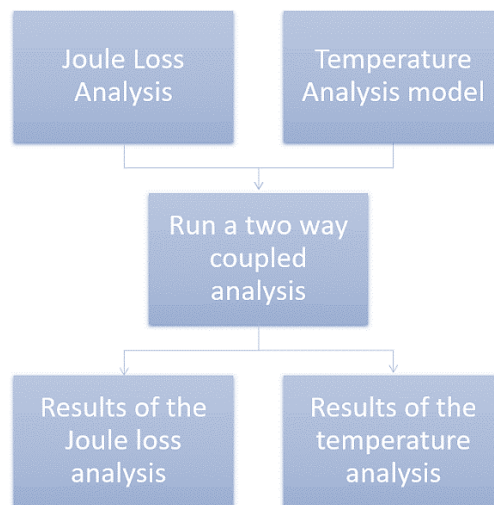 Joule Loss
Analysis
Temperature
Analysis model
Run a two way
coupled
analysis
Results of the
Joule loss
analysis
Results of the
temperature
analysis